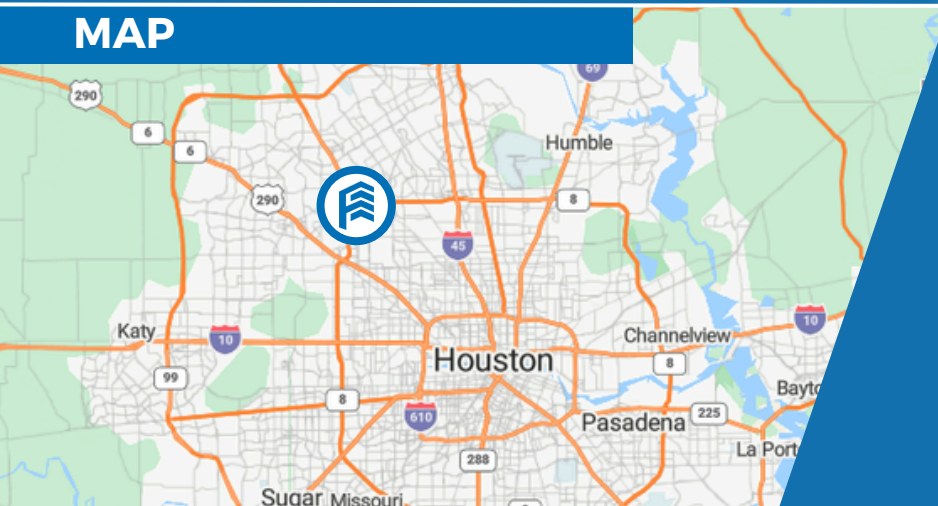 MAP
69
290
6
6
Humble
290
8
45
Katy
10
10
Channelview
Houston
8
99
8
610
Pasadena
225
Bayto
La Port
288
Sugar
Missouri